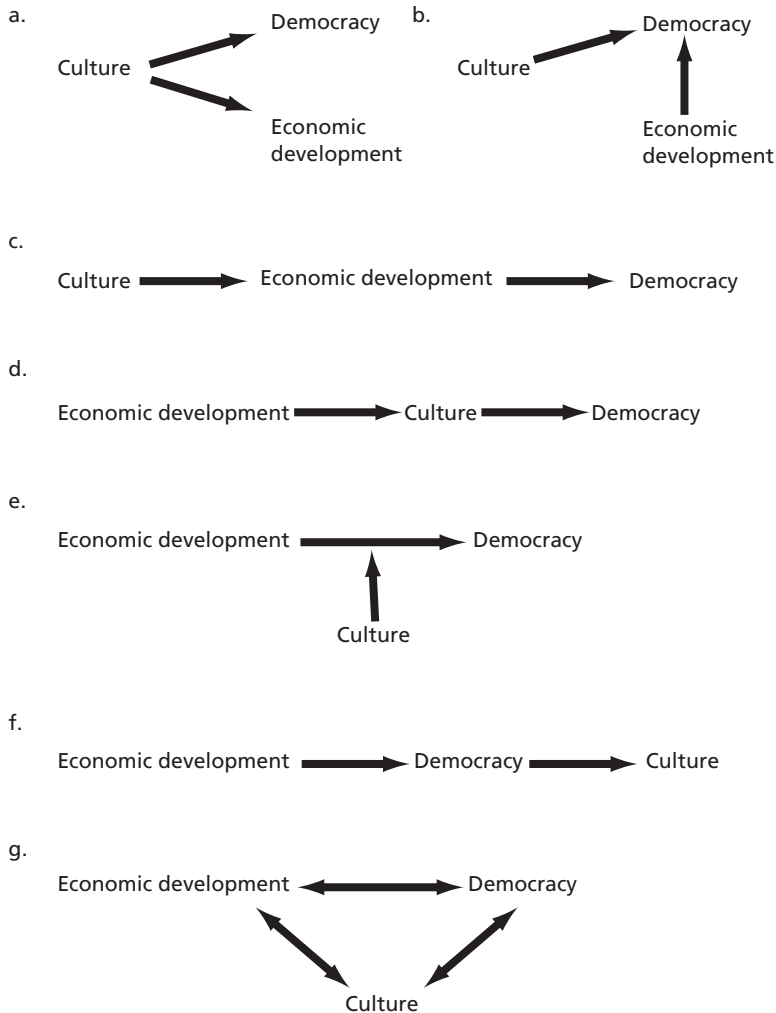 a.
Democracy
Culture
Economic
development
b.
Democracy
Culture
Economic
development
c.
Culture
Economic development
Democracy
d.
Economic development
Culture
Democracy
e.
Economic development
Democracy
Culture
f.
Economic development
Democracy
Culture
g.
Economic development
Democracy
Culture